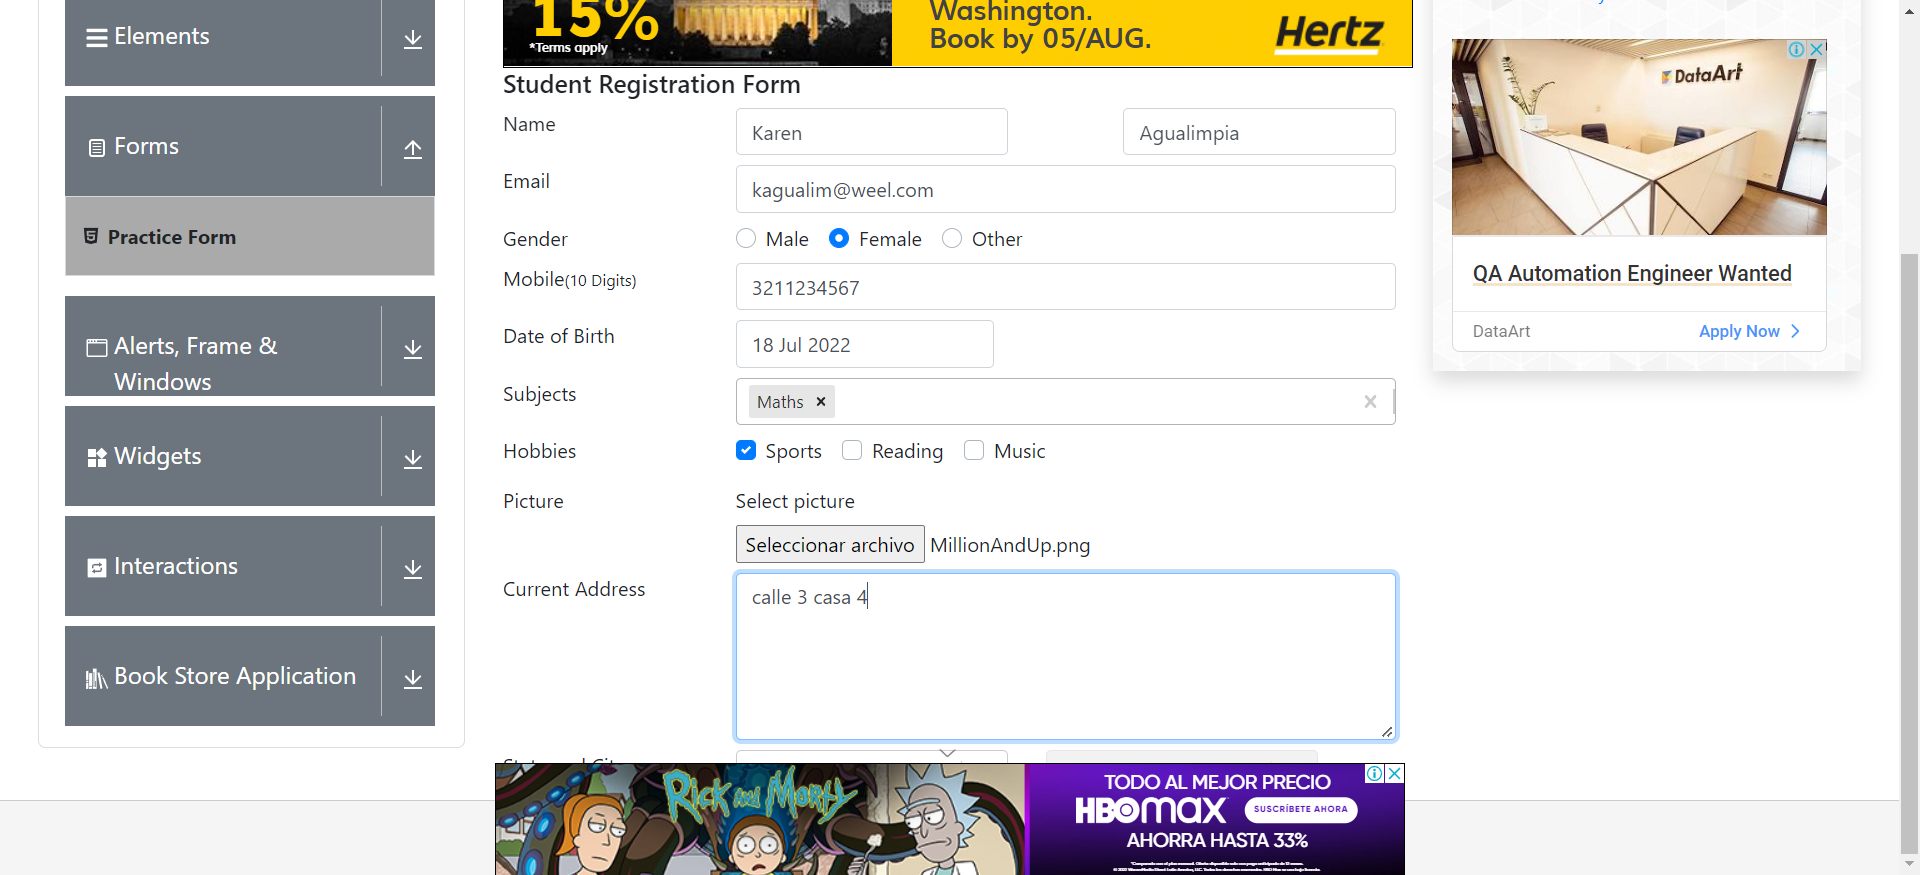 Elements
Forms
Practice Form
Alerts, Frame &
Windows
Widgets
Interactions
Book Store Application
15%
*Terms apply
Washington.
Book by 05/AUG.
Hertz
Student Registration Form
Name
Karen
Agualimpia
Email
kagualim@weel.com
Gender
Male
Female
Other
Mobile(10 Digits)
3211234567
Date of Birth
18 Jul 2022
Subjects
Maths
Hobbies
Sports
Reading
Music
Picture
Select picture
Seleccionar archivo
MillionAndUp.png
Current Address
calle 3 casa 4
Rick and Morty
TODO AL MEJOR PRECIO
HBOMAX
SUSCRÍBETE AHORA
AHORRA HASTA 33%
DataArt
QA Automation Engineer Wanted
DataArt
Apply Now